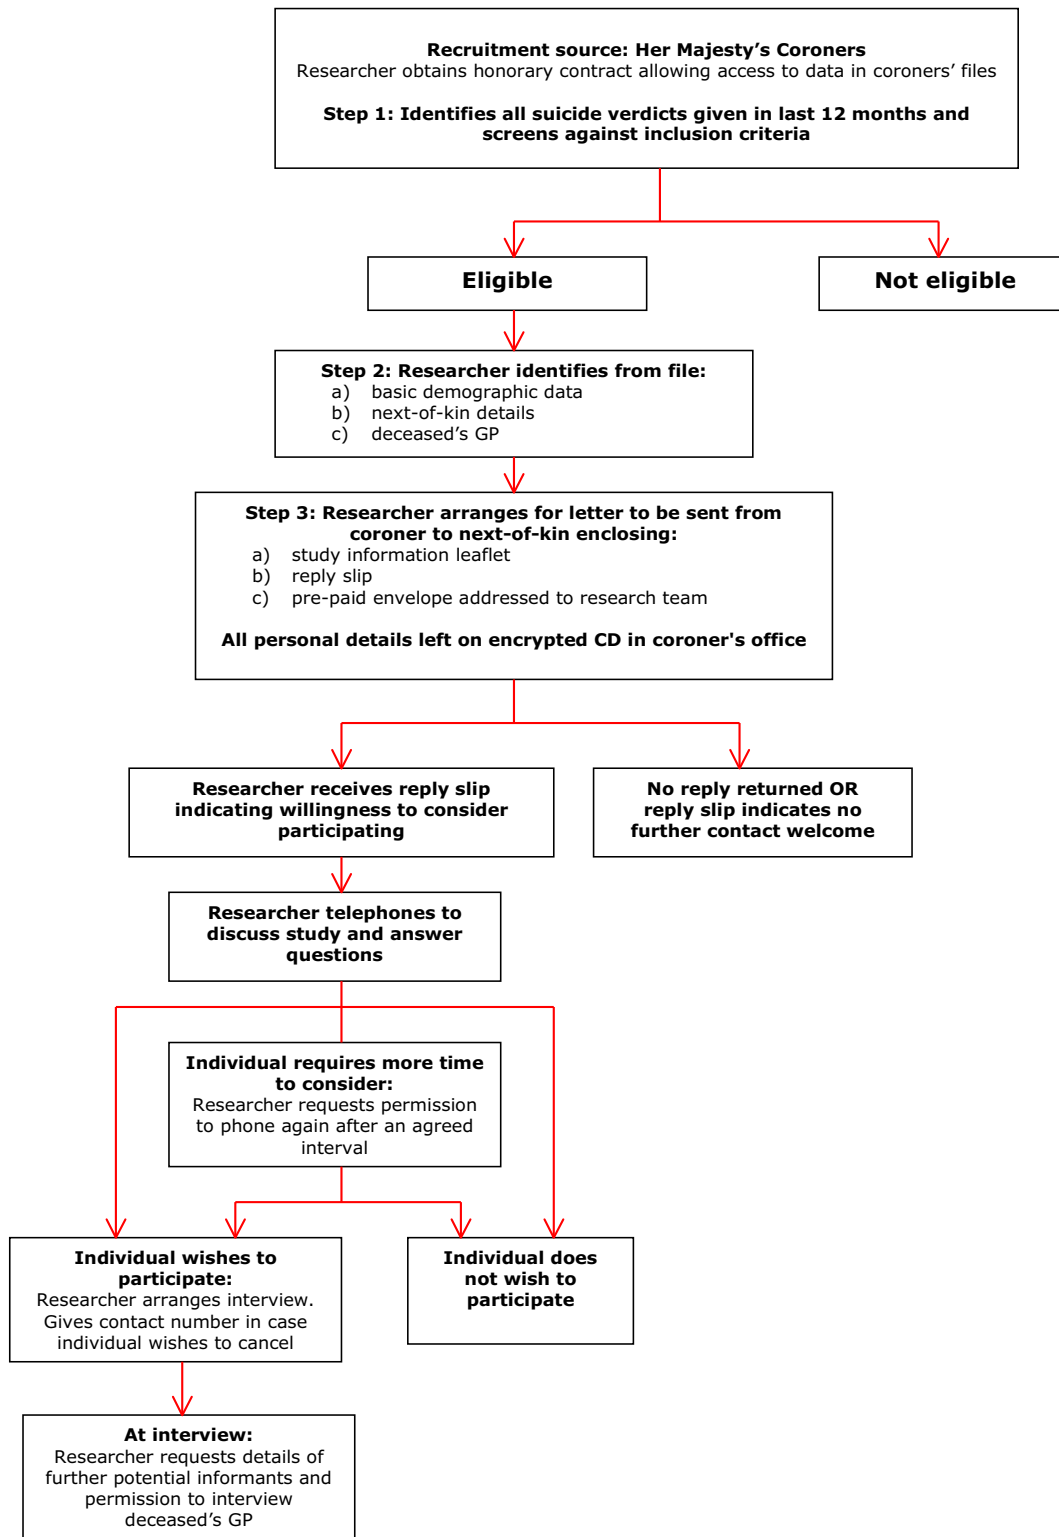 Recruitment source: Her Majesty’s Coroners
Researcher obtains honorary contract allowing access to data in coroners’ files
Step 1: Identifies all suicide verdicts given in last 12 months and
screens against inclusion criteria
Eligible
Not eligible
Step 2: Researcher identifies from file:
a) basic demographic data
b) next-of-kin details
c) deceased’s GP
Step 3: Researcher arranges for letter to be sent from
coroner to next-of-kin enclosing:
a) study information leaflet
b) reply slip
c) pre-paid envelope addressed to research team
All personal details left on encrypted CD in coroner's office
Researcher receives reply slip
indicating willingness to consider
participating
No reply returned OR
reply slip indicates no
further contact welcome
Researcher telephones to
discuss study and answer
questions
Individual requires more time
to consider:
Researcher requests permission
to phone again after an agreed
interval
Individual wishes to
participate:
Researcher arranges interview.
Gives contact number in case
individual wishes to cancel
Individual does
not wish to
participate
At interview:
Researcher requests details of
further potential informants and
permission to interview
deceased’s GP